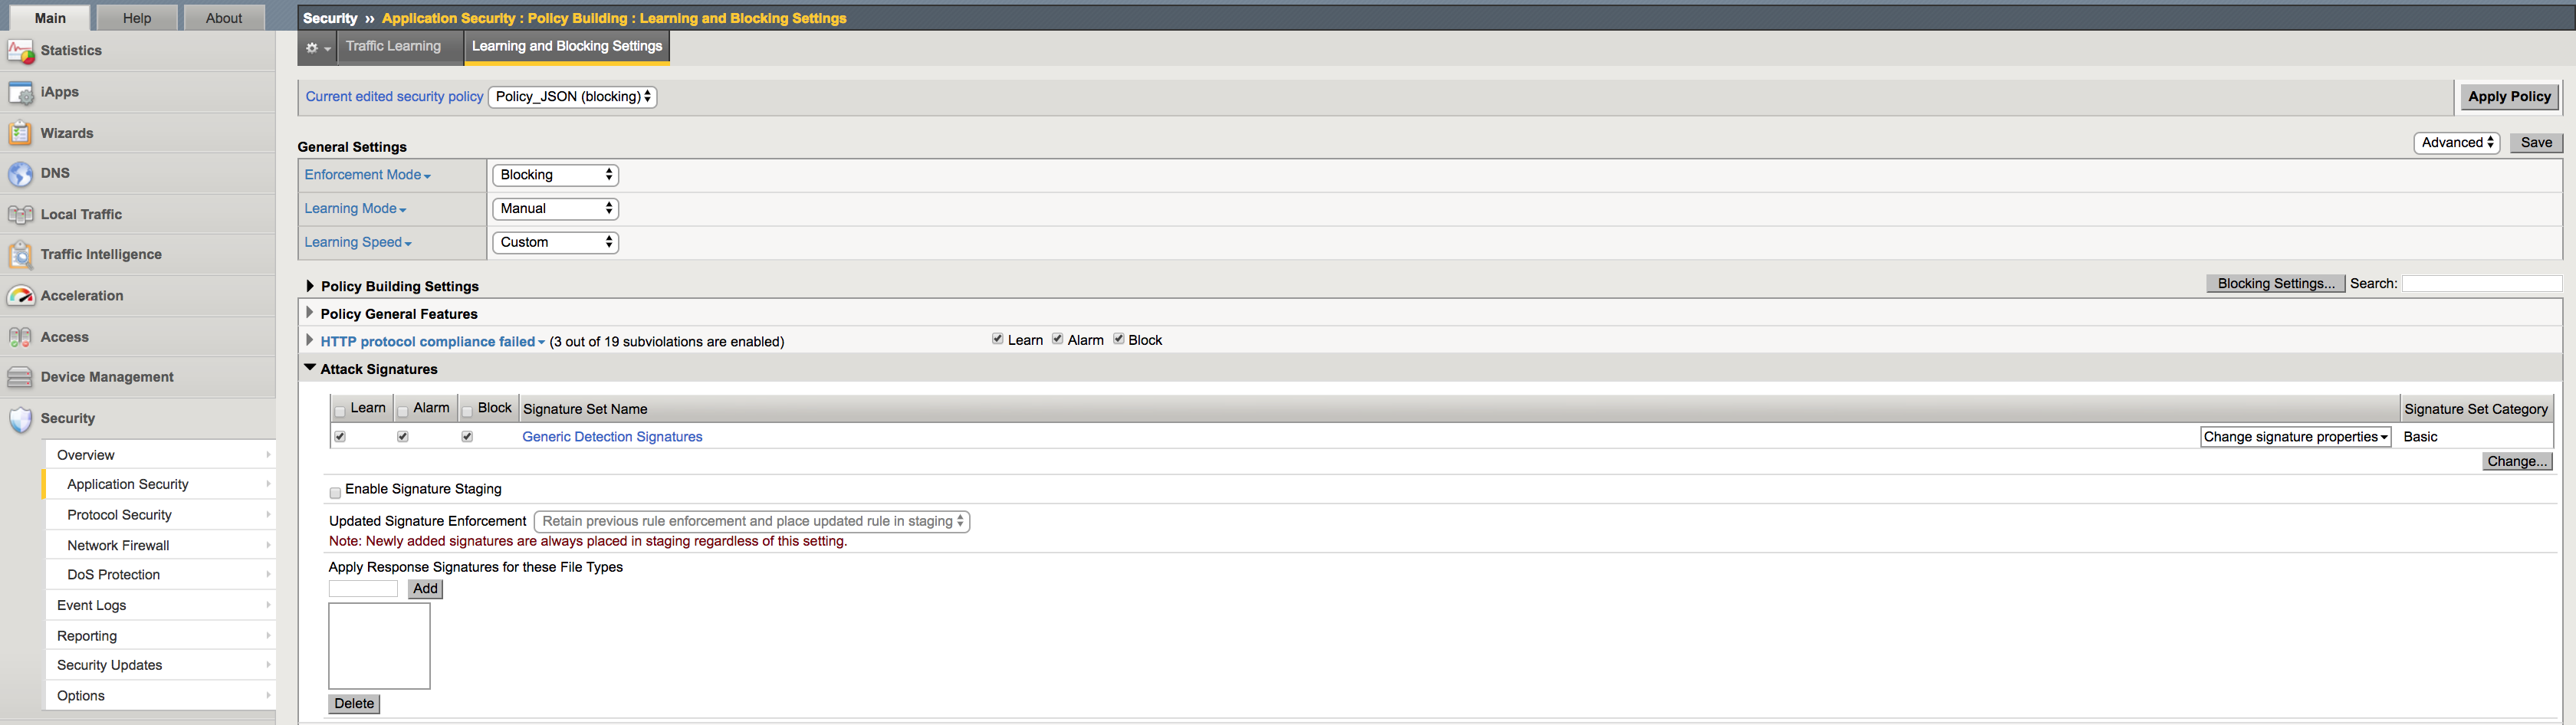 Main Help About
Security ›› Application Security : Policy Building : Learning and Blocking Settings
Traffic Learning Learning and Blocking Settings
Statistics
iApps
Wizards
DNS
Local Traffic
Traffic Intelligence
Acceleration
Access
Device Management
Security
Overview
Application Security
Protocol Security
Network Firewall
DoS Protection
Event Logs
Reporting
Security Updates
Options
Current edited security policy Policy_JSON (blocking) Apply Policy
General Settings Advanced Save
Enforcement Mode Blocking
Learning Mode Manual
Learning Speed Custom
Policy Building Settings Blocking Settings... Search:
Policy General Features
HTTP protocol compliance failed (3 out of 19 subviolations are enabled) Learn Alarm Block
Attack Signatures
Learn Alarm Block Signature Set Name Signature Set Category
Generic Detection Signatures Change signature properties Basic
Change...
Enable Signature Staging
Updated Signature Enforcement Retain previous rule enforcement and place updated rule in staging
Note: Newly added signatures are always placed in staging regardless of this setting.
Apply Response Signatures for these File Types
Add
Delete